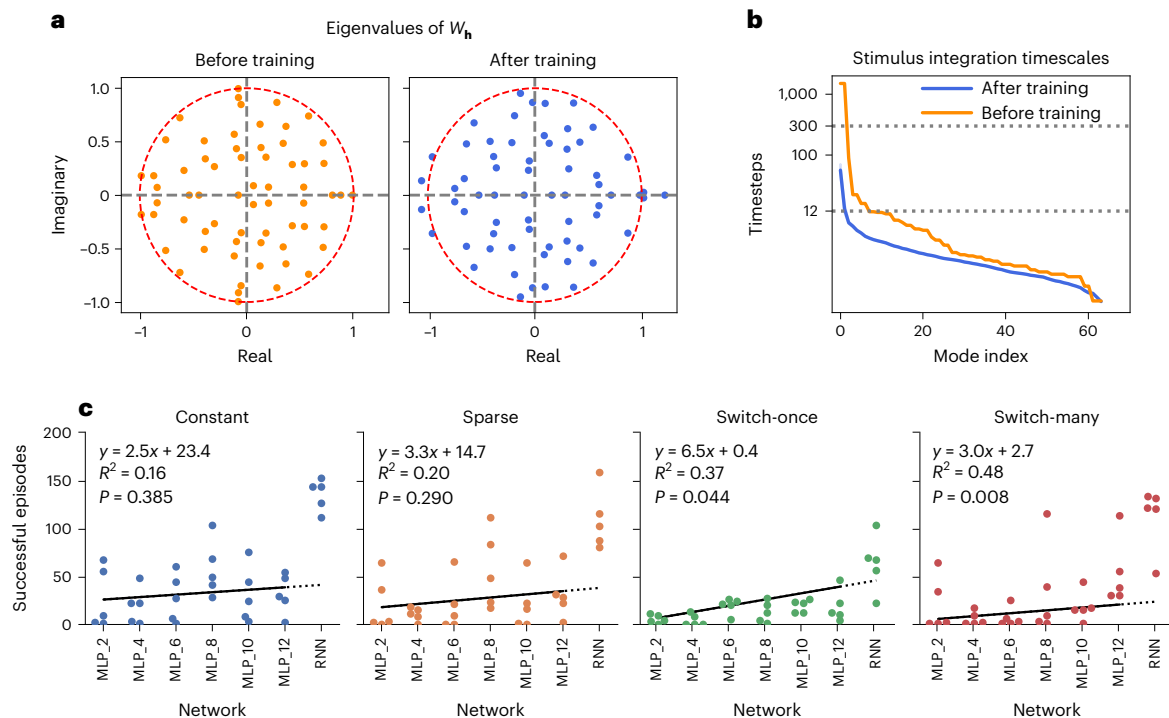 a
Eigenvalues of Wh
Before training
After training
Imaginary
1.0
0.5
0
−0.5
−1.0
−1
0
1
Real
−1
0
1
Real
b
Stimulus integration timescales
After training
Before training
Timesteps
1,000
300
100
12
0
20
40
60
Mode index
c
Successful episodes
200
150
100
50
0
Constant
y = 2.5x + 23.4
R² = 0.16
P = 0.385
MLP_2
MLP_4
MLP_6
MLP_8
MLP_10
MLP_12
RNN
Network
Sparse
y = 3.3x + 14.7
R² = 0.20
P = 0.290
MLP_2
MLP_4
MLP_6
MLP_8
MLP_10
MLP_12
RNN
Network
Switch-once
y = 6.5x + 0.4
R² = 0.37
P = 0.044
MLP_2
MLP_4
MLP_6
MLP_8
MLP_10
MLP_12
RNN
Network
Switch-many
y = 3.0x + 2.7
R² = 0.48
P = 0.008
MLP_2
MLP_4
MLP_6
MLP_8
MLP_10
MLP_12
RNN
Network